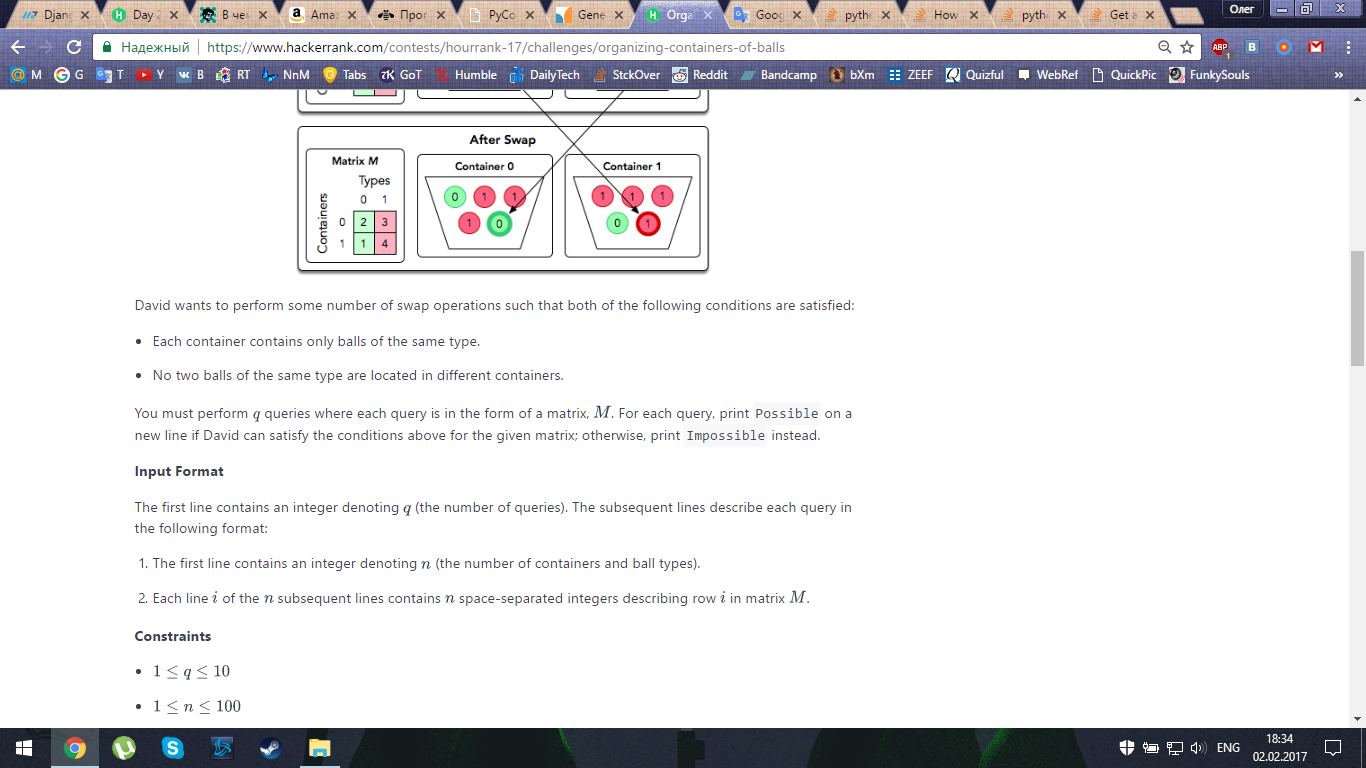 Djan
Day 2
В чем
Amaz
Прог
PyCo
Gene
Orga
Goog
pytho
How
pytho
Get a
Олег
Надежный
https://www.hackerrank.com/contests/hourrank-17/challenges/organizing-containers-of-balls
ABP
1
B
M
G
T
Y
B
RT
NnM
Tabs
GoT
Humble
DailyTech
StckOver
Reddit
Bandcamp
bXm
ZEEF
Quizful
WebRef
QuickPic
FunkySouls
»
After Swap
Matrix M
Types
0 1
Containers
0 2 3
1 1 4
Container 0
0 1 1
1 0
Container 1
1 1 1
0 1
David wants to perform some number of swap operations such that both of the following conditions are satisfied:
• Each container contains only balls of the same type.
• No two balls of the same type are located in different containers.
You must perform q queries where each query is in the form of a matrix, M. For each query, print Possible on a
new line if David can satisfy the conditions above for the given matrix; otherwise, print Impossible instead.
Input Format
The first line contains an integer denoting q (the number of queries). The subsequent lines describe each query in
the following format:
1. The first line contains an integer denoting n (the number of containers and ball types).
2. Each line i of the n subsequent lines contains n space-separated integers describing row i in matrix M.
Constraints
• 1 ≤ q ≤ 10
• 1 ≤ n ≤ 100
ENG
18:34
02.02.2017